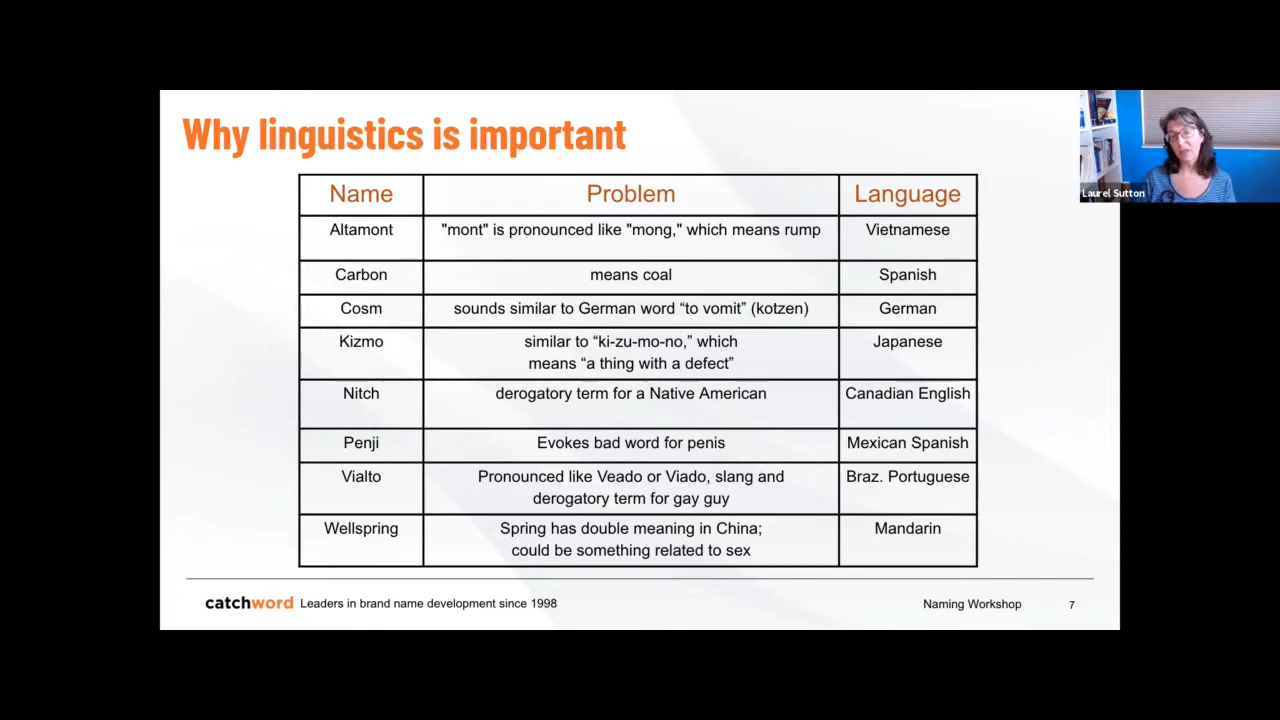 Why linguistics is important
Laurel Sutton
Name Problem Language
Altamont "mont" is pronounced like "mong," which means rump Vietnamese
Carbon means coal Spanish
Cosm sounds similar to German word “to vomit” (kotzen) German
Kizmo similar to “ki-zu-mo-no,” which Japanese
means “a thing with a defect”
Nitch derogatory term for a Native American Canadian English
Penji Evokes bad word for penis Mexican Spanish
Vialto Pronounced like Veado or Viado, slang and Braz. Portuguese
derogatory term for gay guy
Wellspring Spring has double meaning in China; Mandarin
could be something related to sex
catchword Leaders in brand name development since 1998 Naming Workshop 7